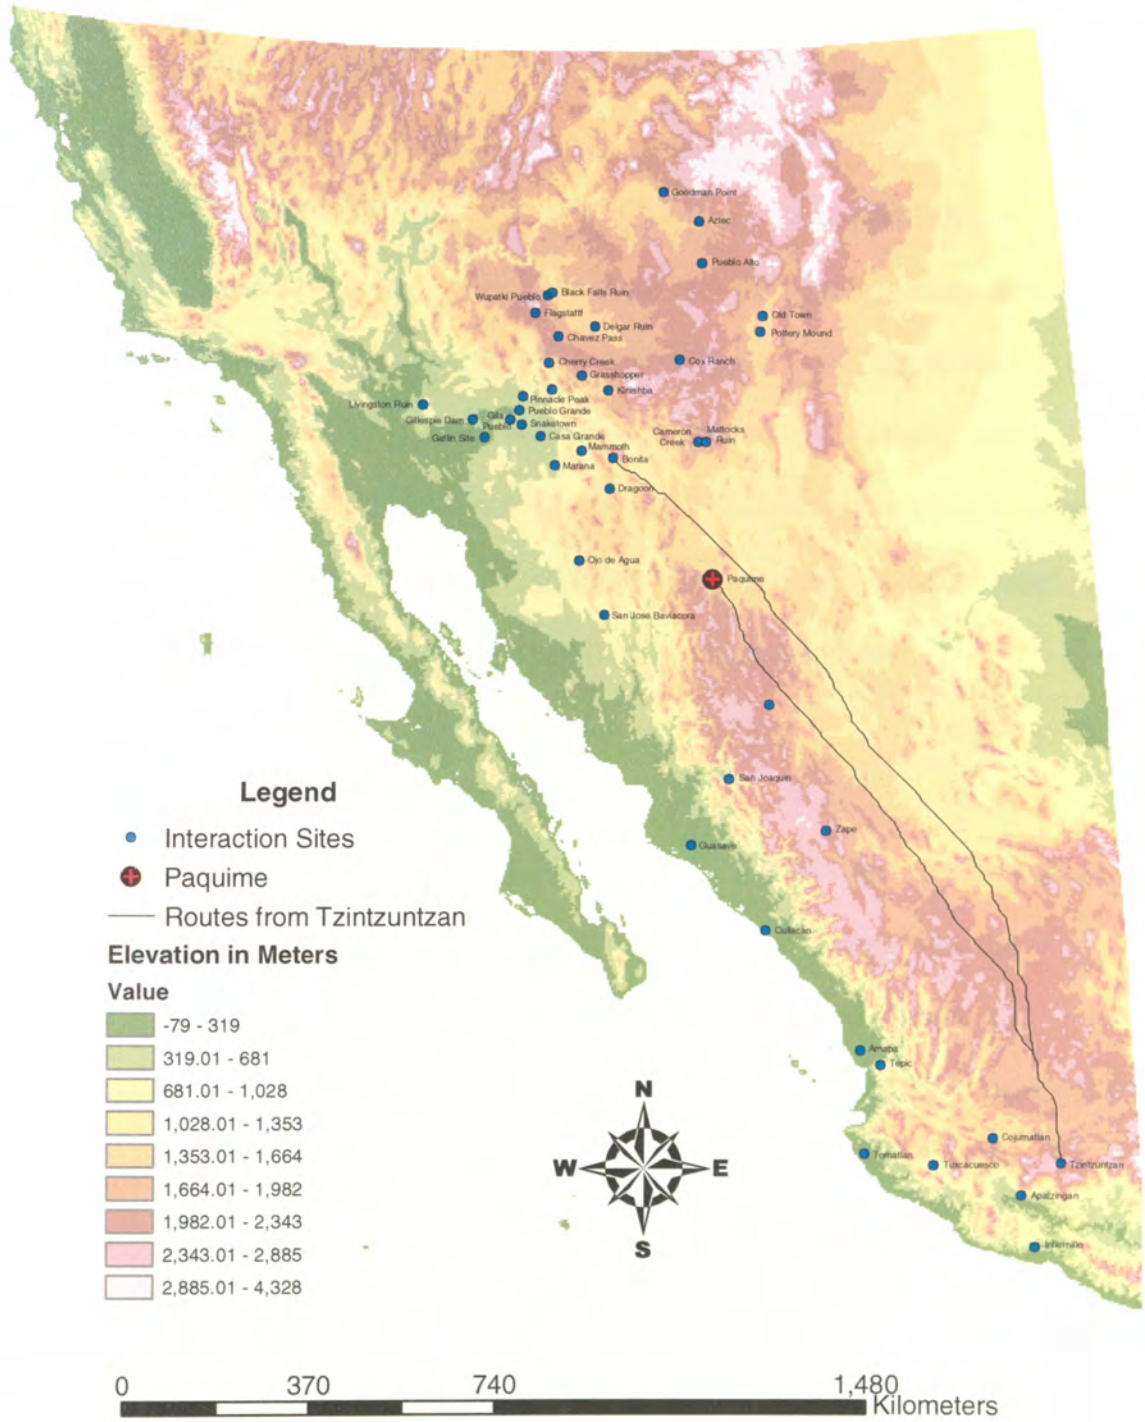 Goodman Point
Aztec
Pueblo Alto
Black Falls Ruin
Wupatki Pueblo
Flagstafff
Old Town
Delgar Ruin
Pottery Mound
Chavez Pass
Cherry Creek
Cox Ranch
Grasshopper
Kinishba
Pinnacle Peak
Livingston Ruin
Pueblo Grande
Gillespie Dam
Gila
Pueblo
Snaketown
Cameron
Creek
Mattocks
Ruin
Gatlin Site
Casa Grande
Mammoth
Bonita
Marana
Dragoon
Ojo de Agua
Paquime
San Jose Baviacora
San Joaquin
Zape
Guasave
Culiacan
Amapa
Tepic
Cojumatlan
Tomatlan
Tuxcacuesco
Tzintzuntzan
Apatzingan
Infiernillo
Legend
Interaction Sites
Paquime
Routes from Tzintzuntzan
Elevation in Meters
Value
-79 - 319
319.01 - 681
681.01 - 1,028
1,028.01 - 1,353
1,353.01 - 1,664
1,664.01 - 1,982
1,982.01 - 2,343
2,343.01 - 2,885
2,885.01 - 4,328
N
W E
S
0 370 740 1,480
Kilometers